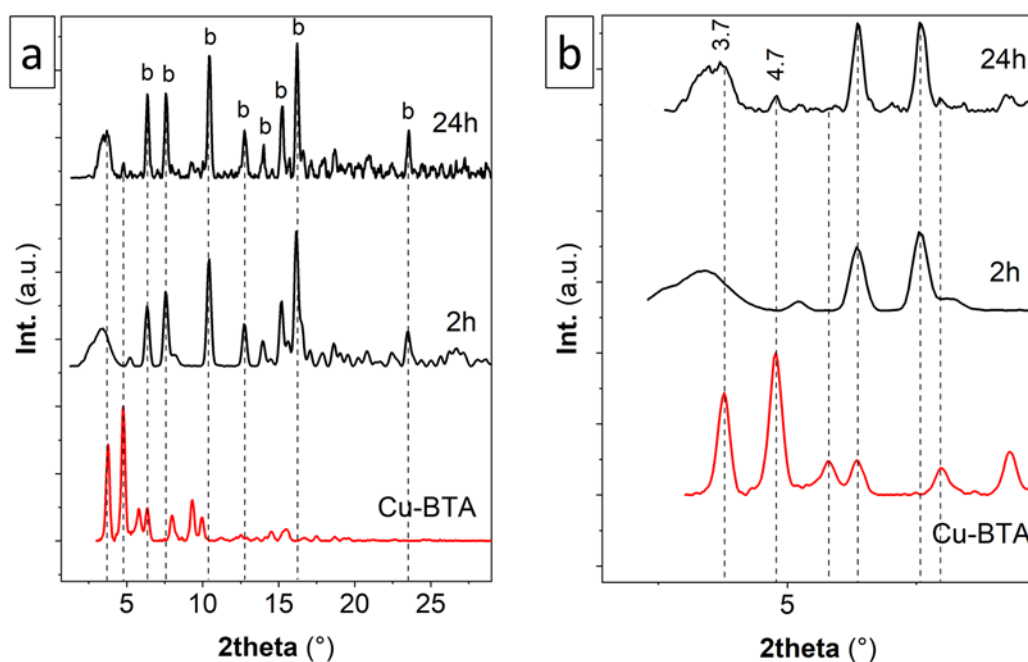 a
b
b
b
b
b
b
b
b
24h
2h
Cu-BTA
Int. (a.u.)
5
10
15
20
25
2theta (°)
b
3.7
4.7
24h
2h
Cu-BTA
Int. (a.u.)
5
2theta (°)